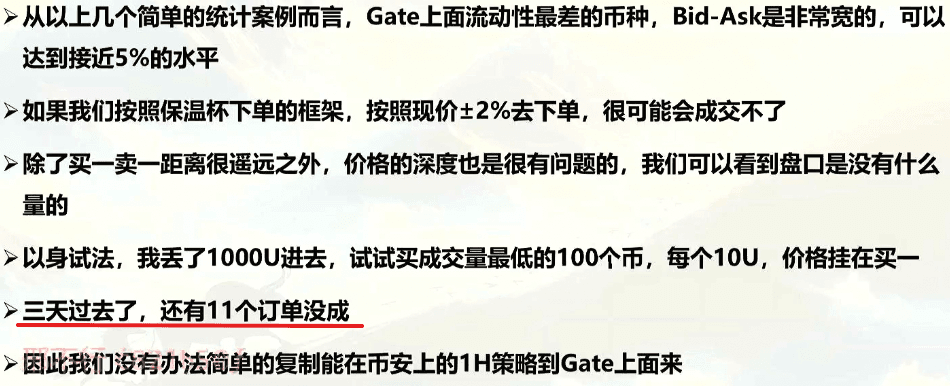 ➢从以上几个简单的统计案例而言，Gate上面流动性最差的币种，Bid-Ask是非常宽的，可以
达到接近5%的水平
➢如果我们按照保温杯下单的框架，按照现价±2%去下单，很可能会成交不了
➢除了买一卖一距离很遥远之外，价格的深度也是很有问题的，我们可以看到盘口是没有什么
量的
➢以身试法，我丢了1000U进去，试试买成交量最低的100个币，每个10U，价格挂在买一
➢三天过去了，还有11个订单没成
➢因此我们没有办法简单的复制能在币安上的1H策略到Gate上面来